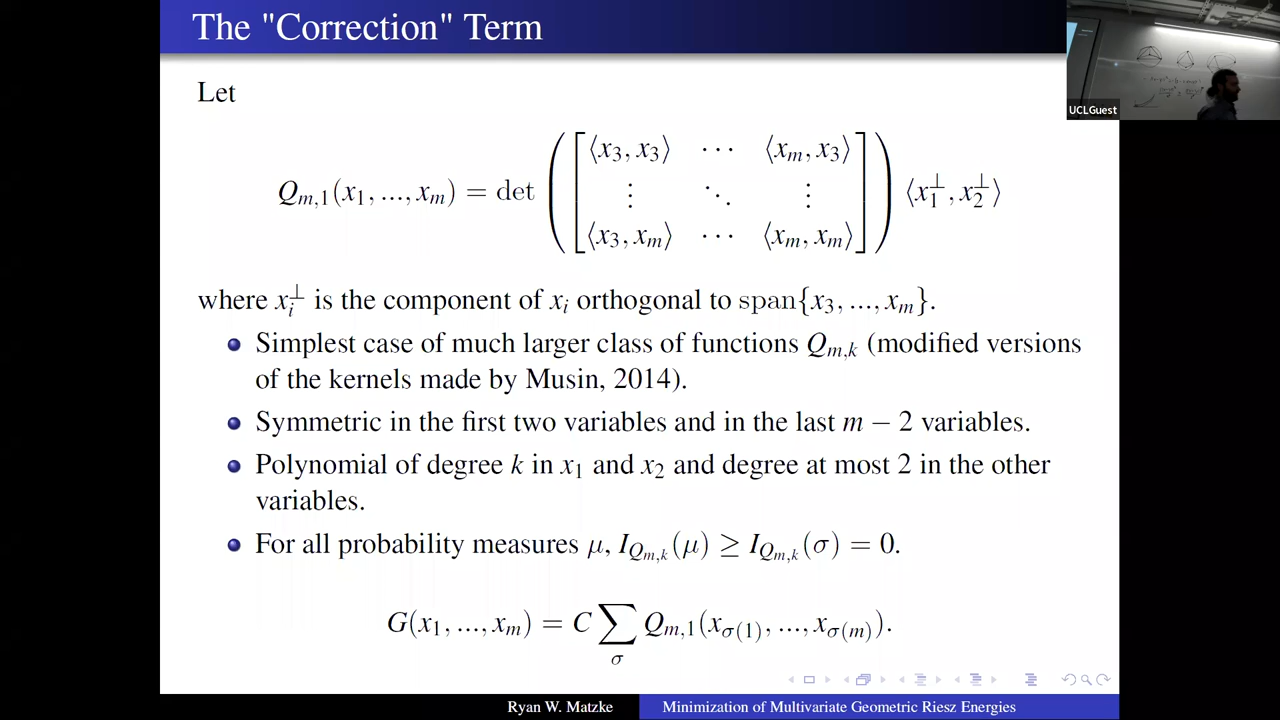 The "Correction" Term
UCLGuest
Let
Q_{m,1}(x_1, ..., x_m) = det ( [ ⟨x_3, x_3⟩ ⋯ ⟨x_m, x_3⟩
⋮ ⋱ ⋮
⟨x_3, x_m⟩ ⋯ ⟨x_m, x_m⟩ ] ) ⟨x_1^⊥, x_2^⊥⟩
where x_i^⊥ is the component of x_i orthogonal to span{x_3, ..., x_m}.
Simplest case of much larger class of functions Q_{m,k} (modified versions
of the kernels made by Musin, 2014).
Symmetric in the first two variables and in the last m − 2 variables.
Polynomial of degree k in x_1 and x_2 and degree at most 2 in the other
variables.
For all probability measures μ, I_{Q_{m,k}}(μ) ≥ I_{Q_{m,k}}(σ) = 0.
G(x_1, ..., x_m) = C ∑_σ Q_{m,1}(x_{σ(1)}, ..., x_{σ(m)}).
Ryan W. Matzke
Minimization of Multivariate Geometric Riesz Energies